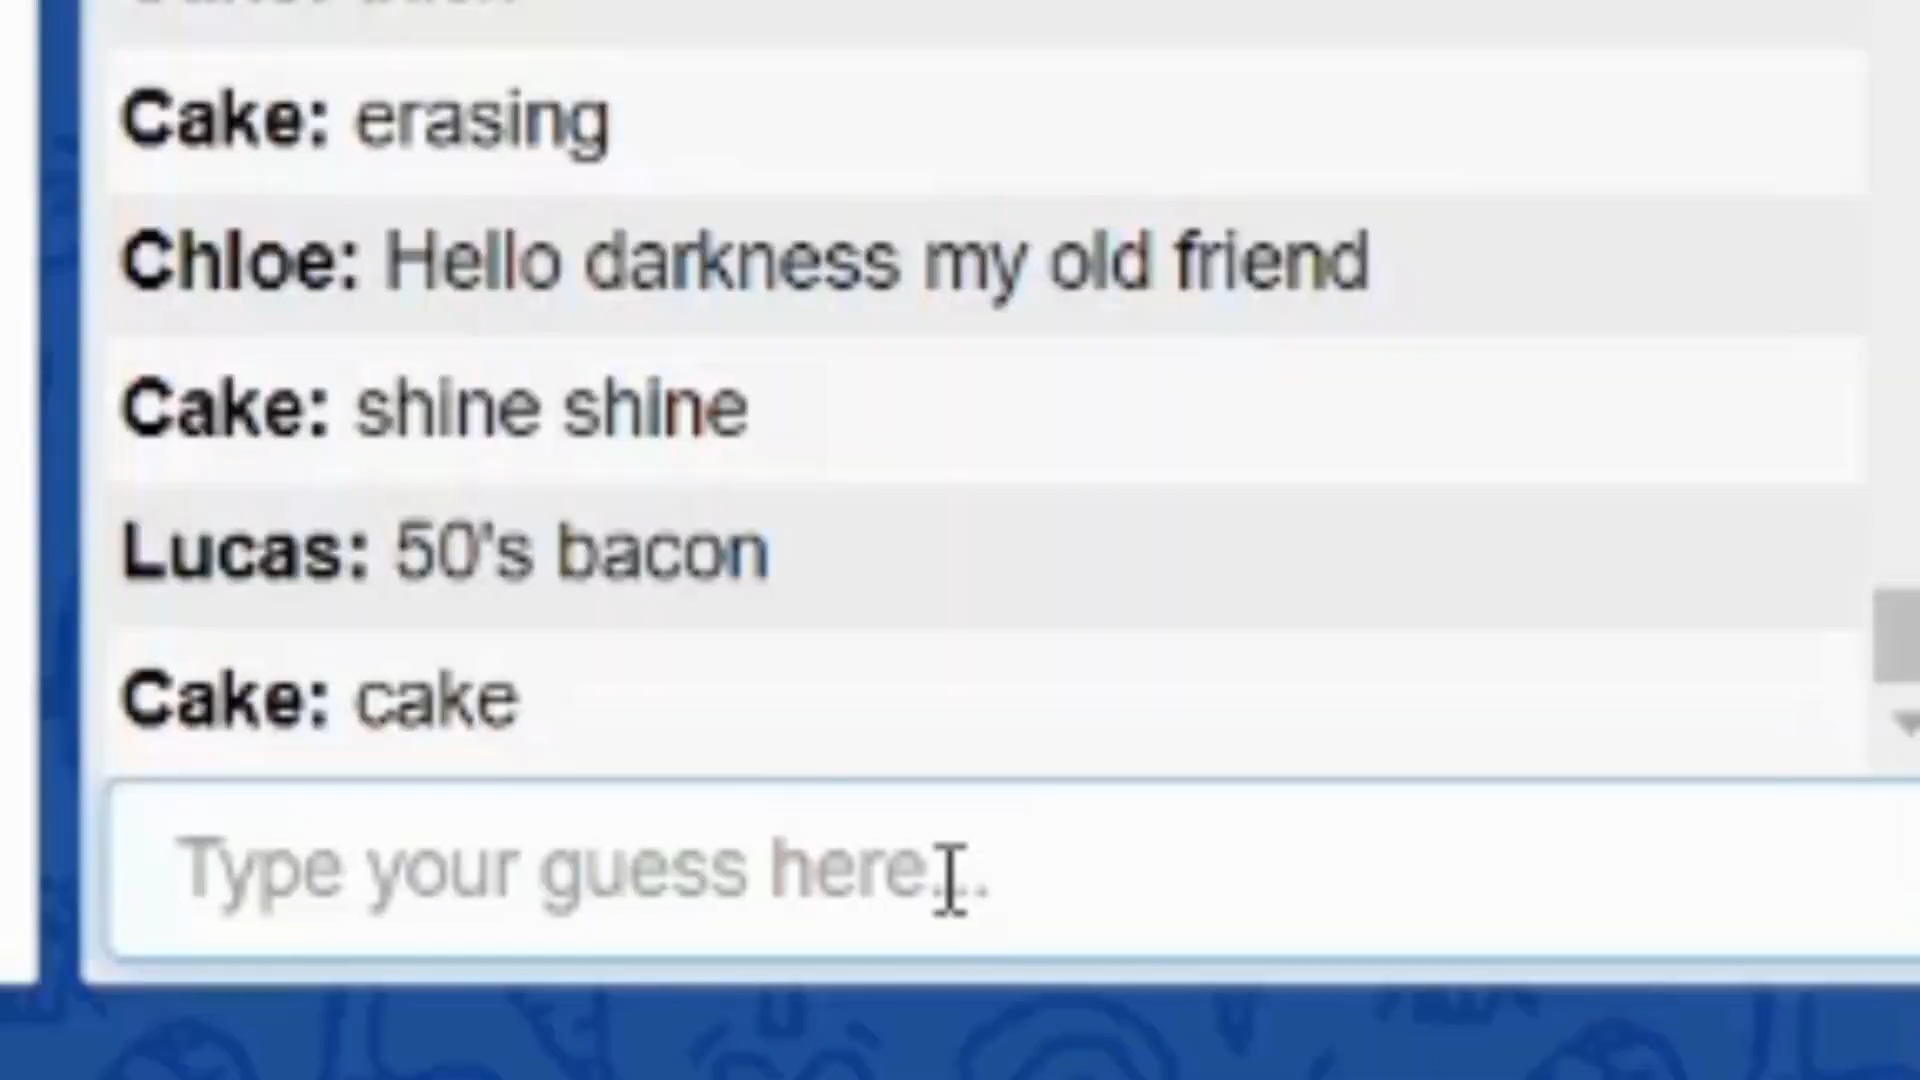 Cake: erasing
Chloe: Hello darkness my old friend
Cake: shine shine
Lucas: 50's bacon
Cake: cake
Type your guess here...